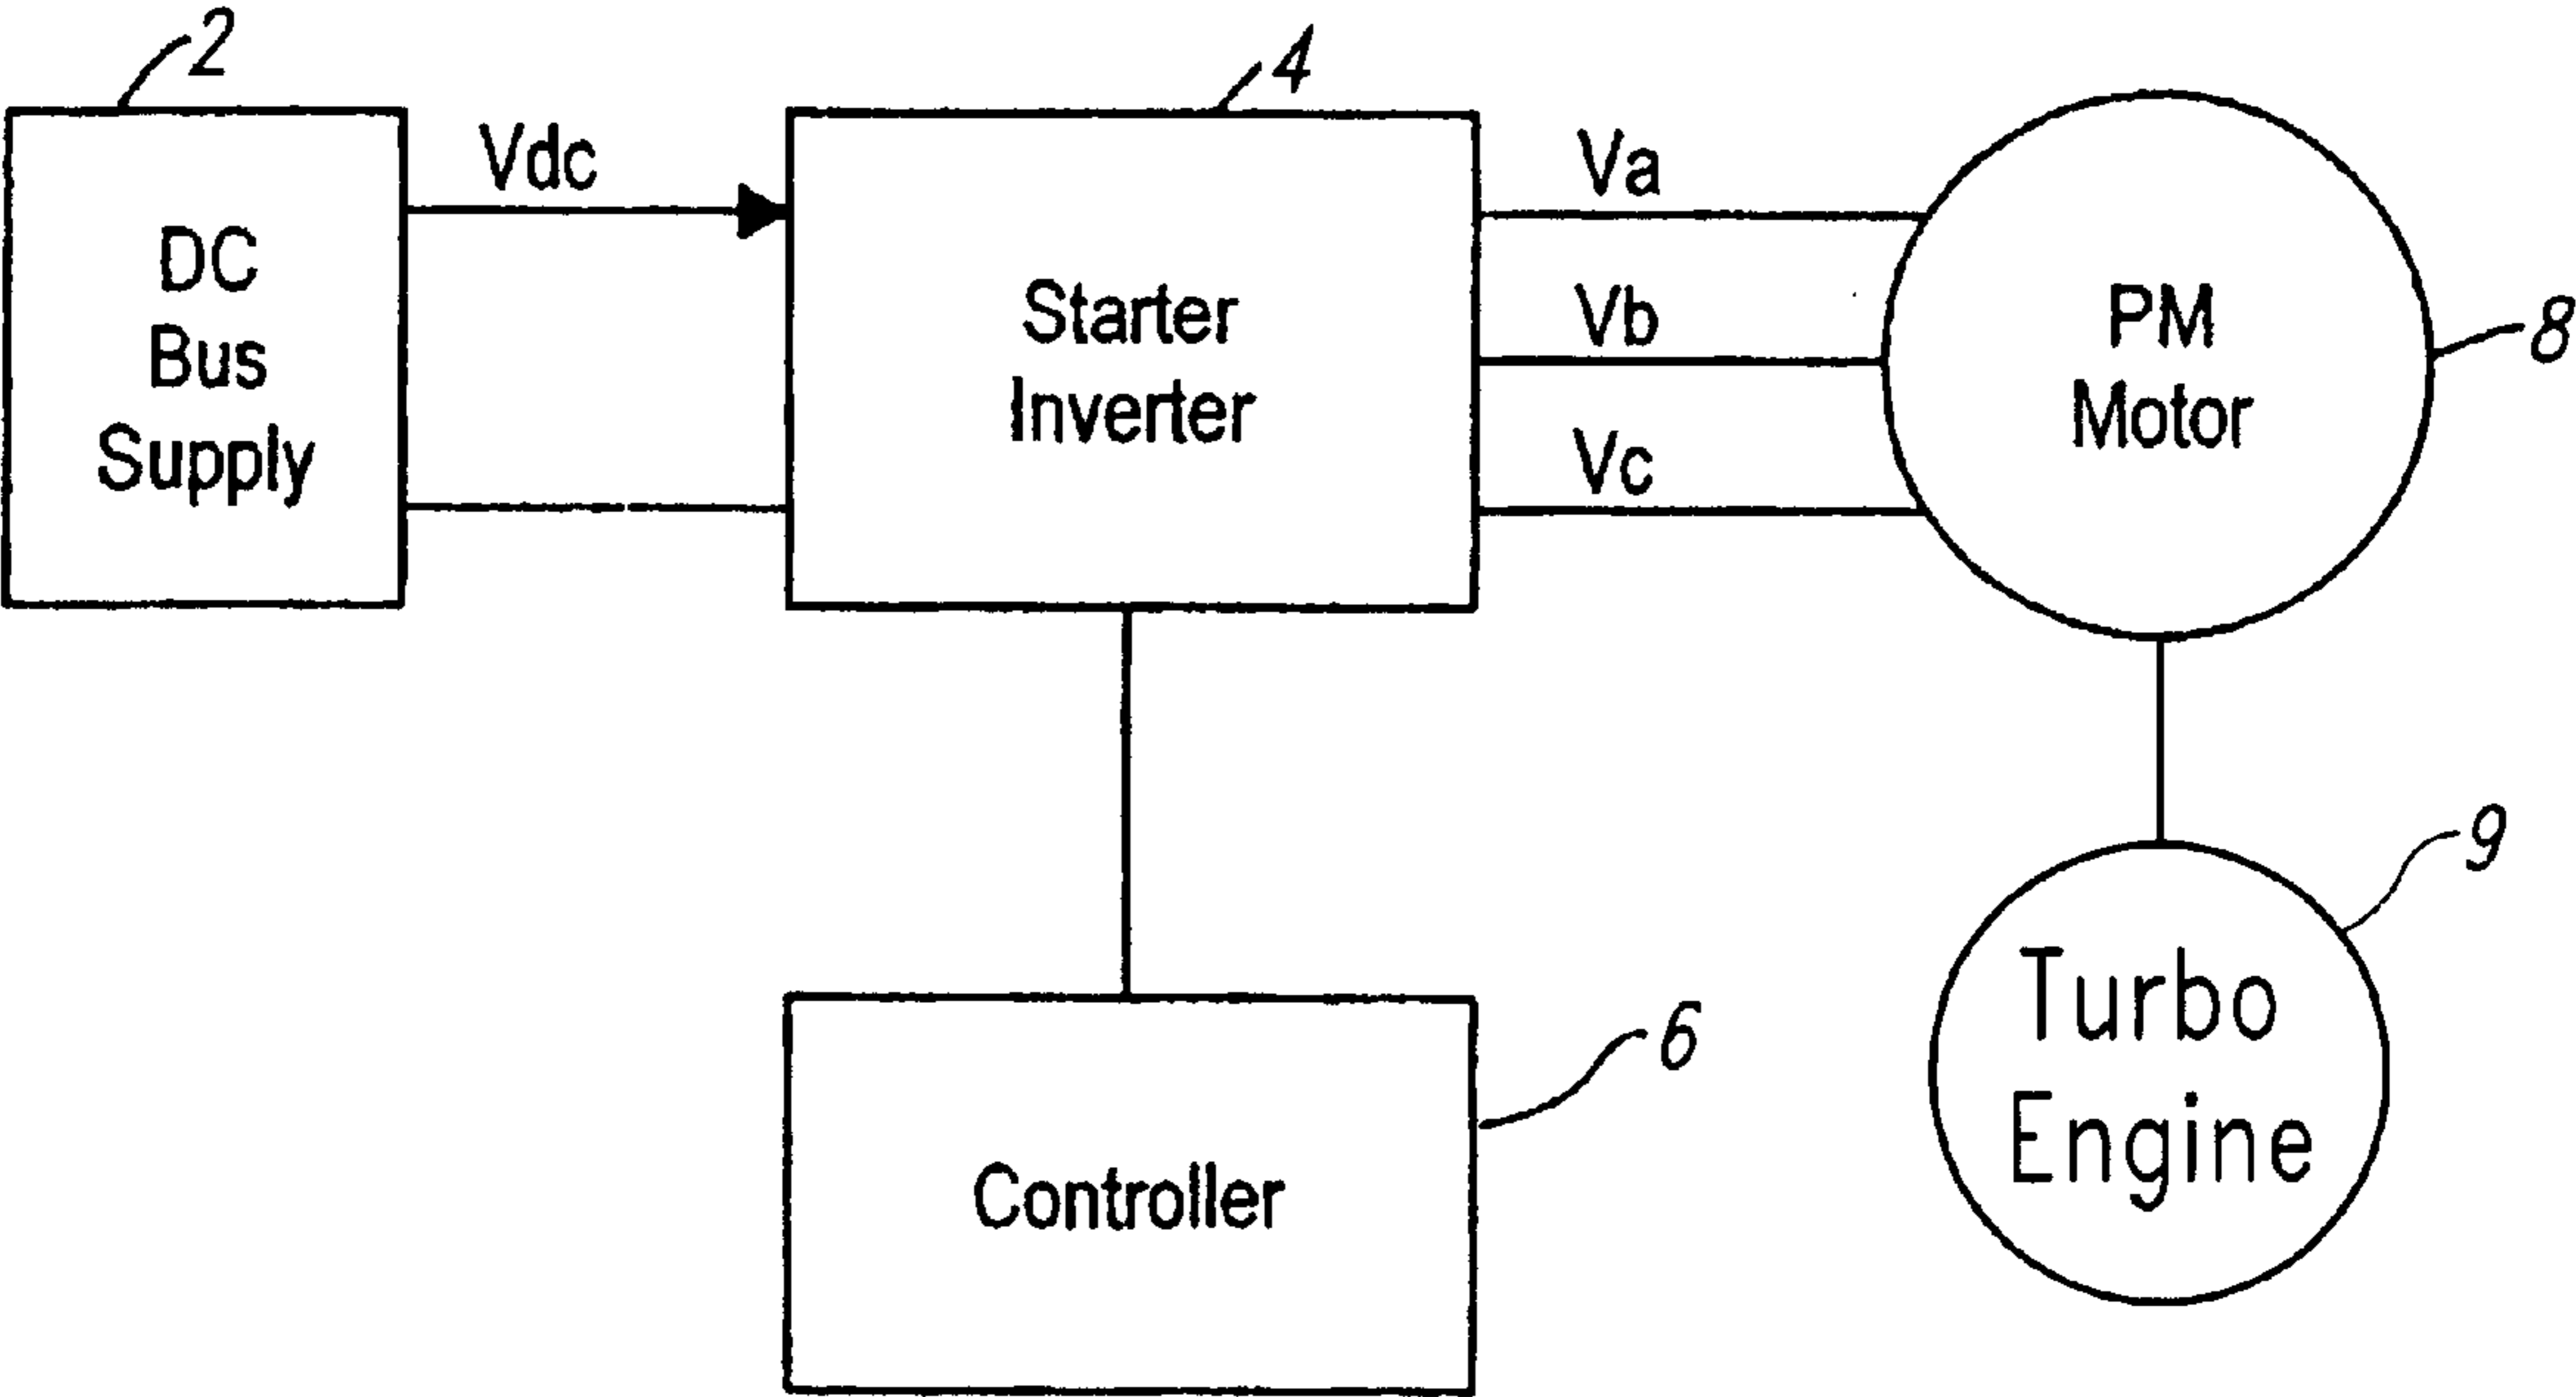 2
4
Vdc
Va
DC
Bus
Supply
Starter
Inverter
Vb
Vc
PM
Motor
8
9
Turbo
Engine
6
Controller